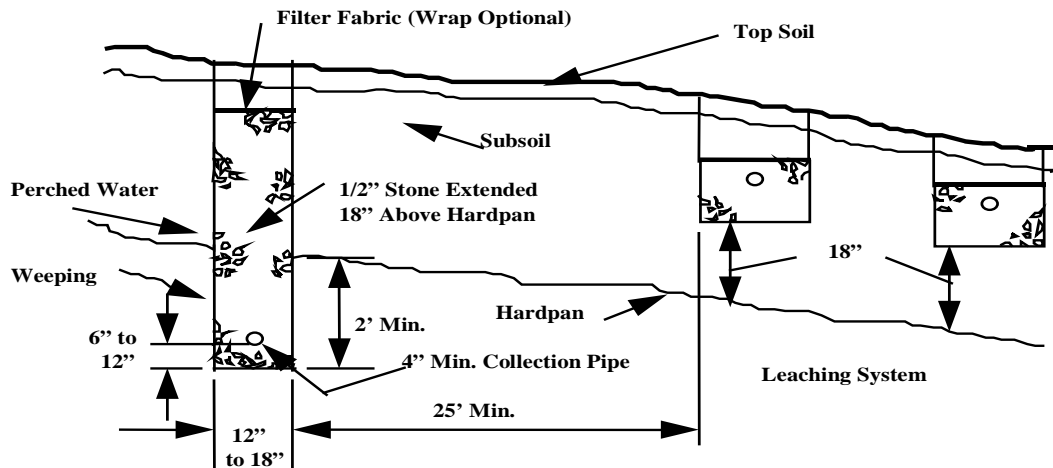 Filter Fabric (Wrap Optional)
Top Soil
Subsoil
Perched Water
1/2” Stone Extended
18” Above Hardpan
Weeping
18”
Hardpan
2’ Min.
6” to
12”
4” Min. Collection Pipe
Leaching System
25’ Min.
12”
to 18”